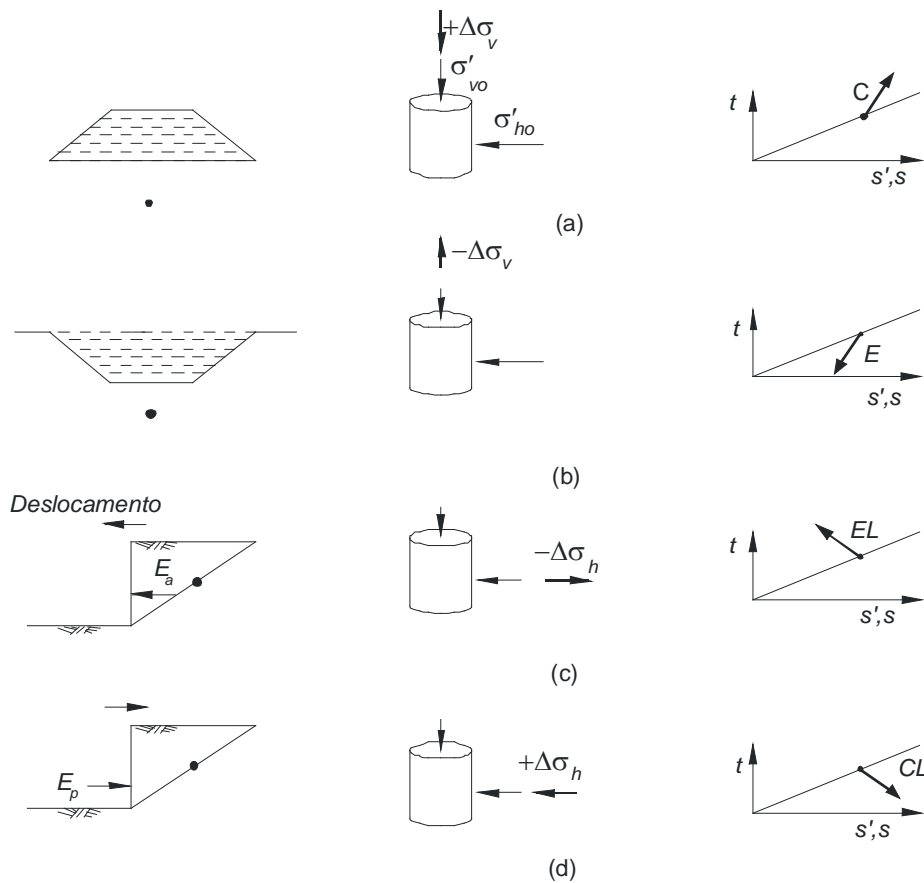 +Δσv
σ′vo
σ′ho
t
C
s′,s
(a)
−Δσv
t
E
s′,s
(b)
Deslocamento
Ea
−Δσh
t
EL
s′,s
(c)
Ep
+Δσh
t
CL
s′,s
(d)